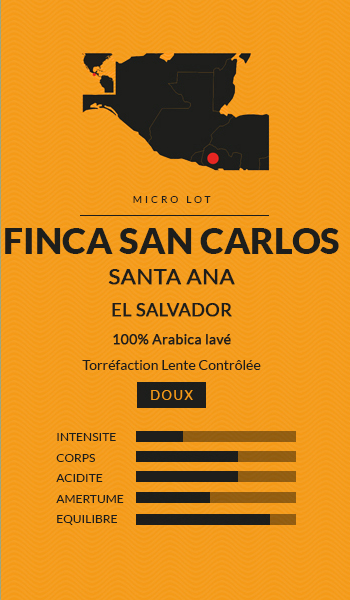 MICRO LOT
FINCA SAN CARLOS
SANTA ANA
EL SALVADOR
100% Arabica lavé
Torréfaction Lente Contrôlée
DOUX
INTENSITE
CORPS
ACIDITE
AMERTUME
EQUILIBRE